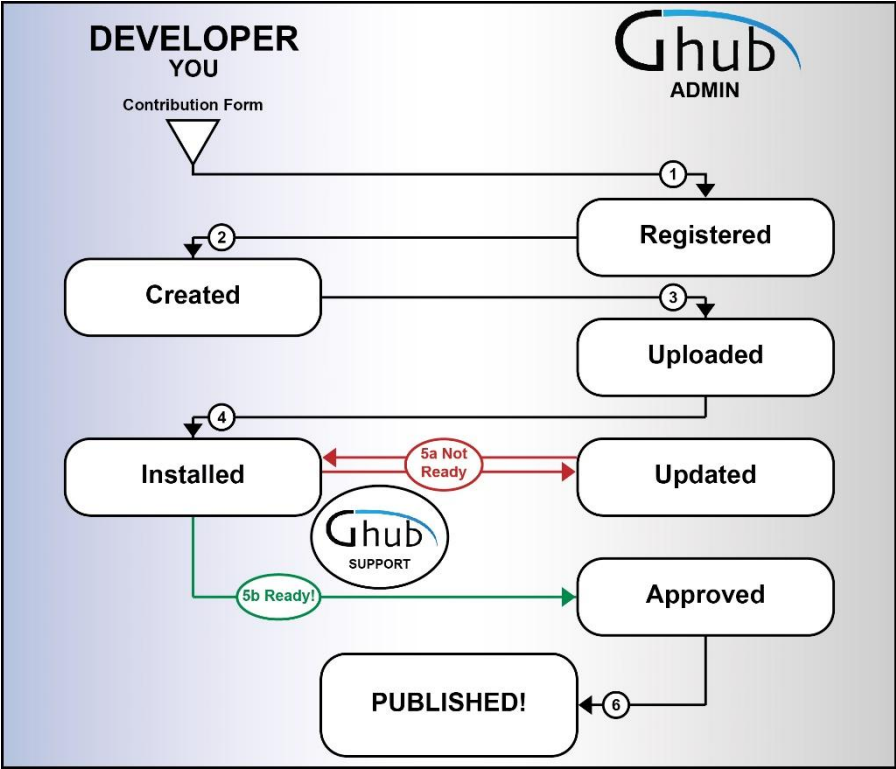 DEVELOPER
YOU
Contribution Form
Ghub
ADMIN
1
Registered
2
Created
3
Uploaded
4
Installed
5a Not
Ready
Updated
Ghub
SUPPORT
5b Ready!
Approved
PUBLISHED!
6